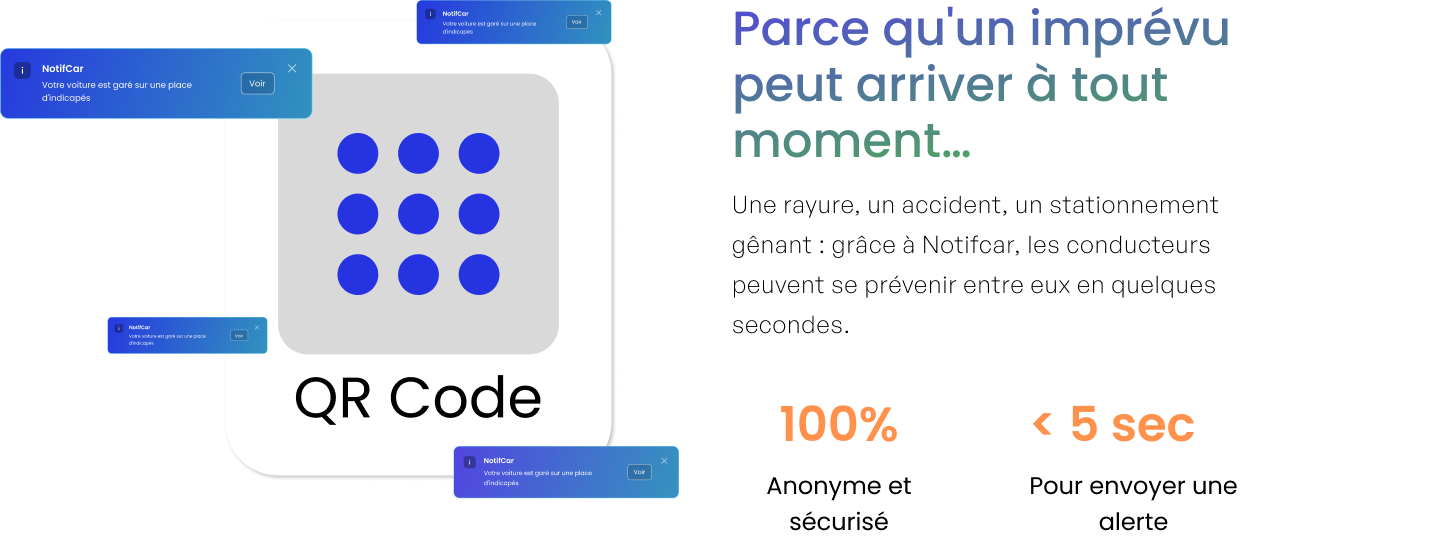 NotifCar
Votre voiture est garé sur une place
d'indicapés
Voir
NotifCar
Votre voiture est garé sur une place
d'indicapés
Voir
NotifCar
Votre voiture est garé sur une place
d'indicapés
Voir
QR Code
NotifCar
Votre voiture est garé sur une place
d'indicapés
Voir
Parce qu'un imprévu
peut arriver à tout
moment...
Une rayure, un accident, un stationnement
gênant : grâce à Notifcar, les conducteurs
peuvent se prévenir entre eux en quelques
secondes.
100%
Anonyme et
sécurisé
< 5 sec
Pour envoyer une
alerte